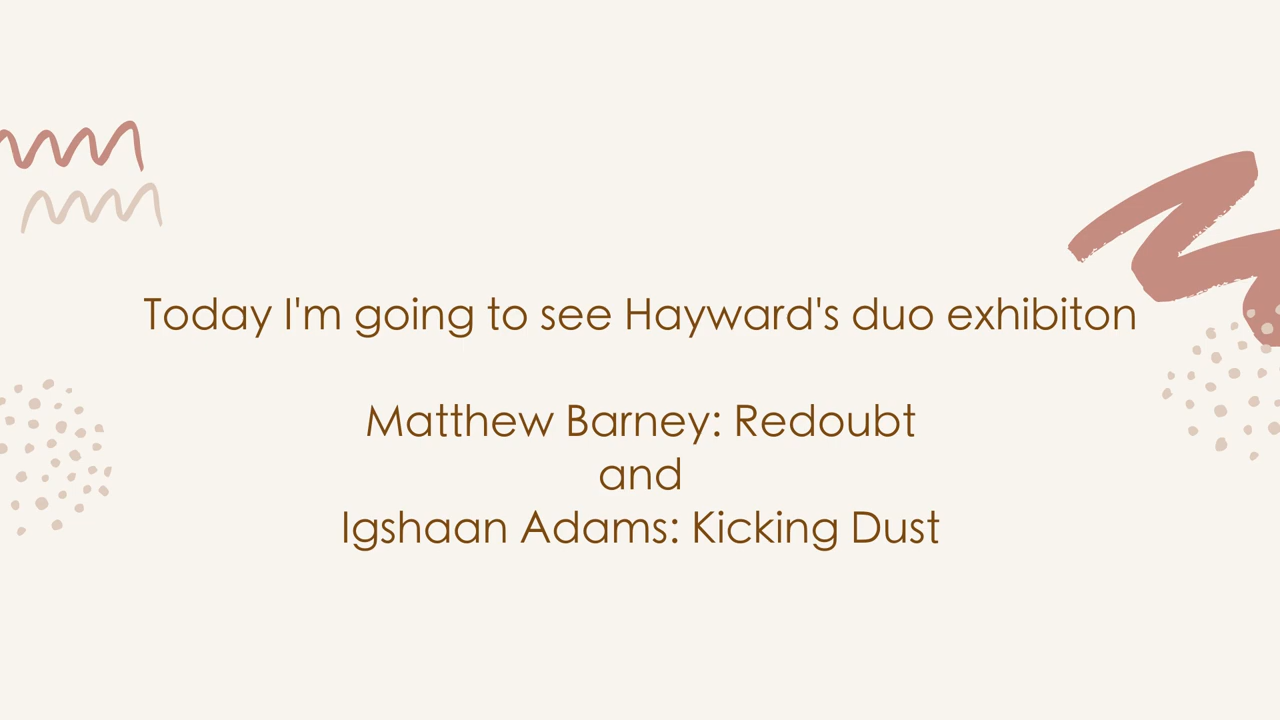 Today I'm going to see Hayward's duo exhibiton
Matthew Barney: Redoubt
and
Igshaan Adams: Kicking Dust